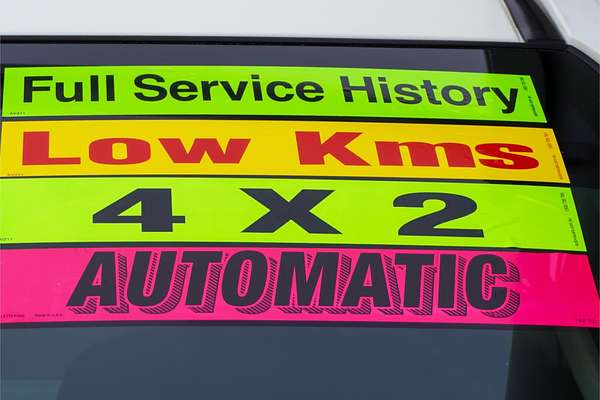 Full Service History
Low Kms
4 X 2
AUTOMATIC